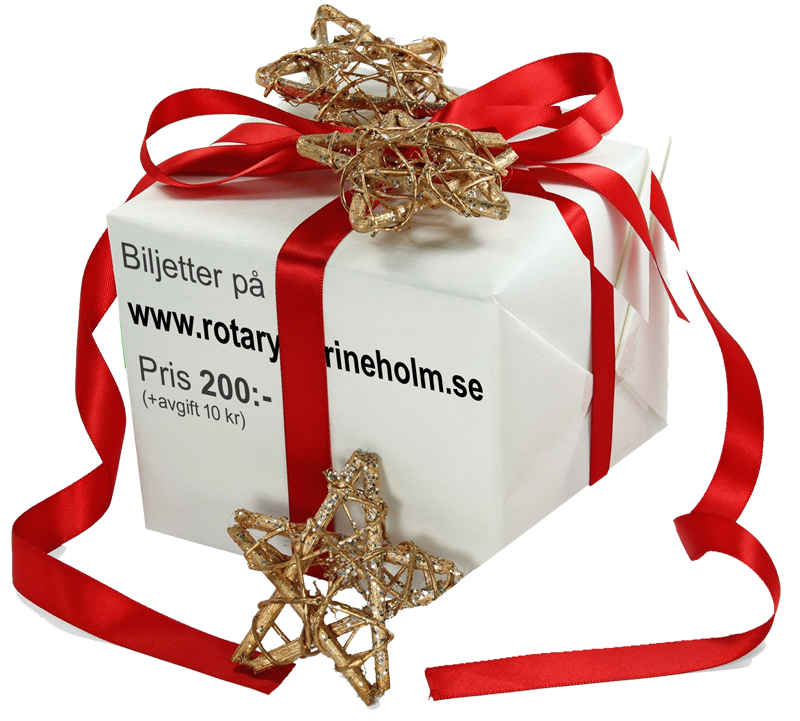 Biljetter på
www.rotary rineholm.se
Pris 200:-
(+avgift 10 kr)